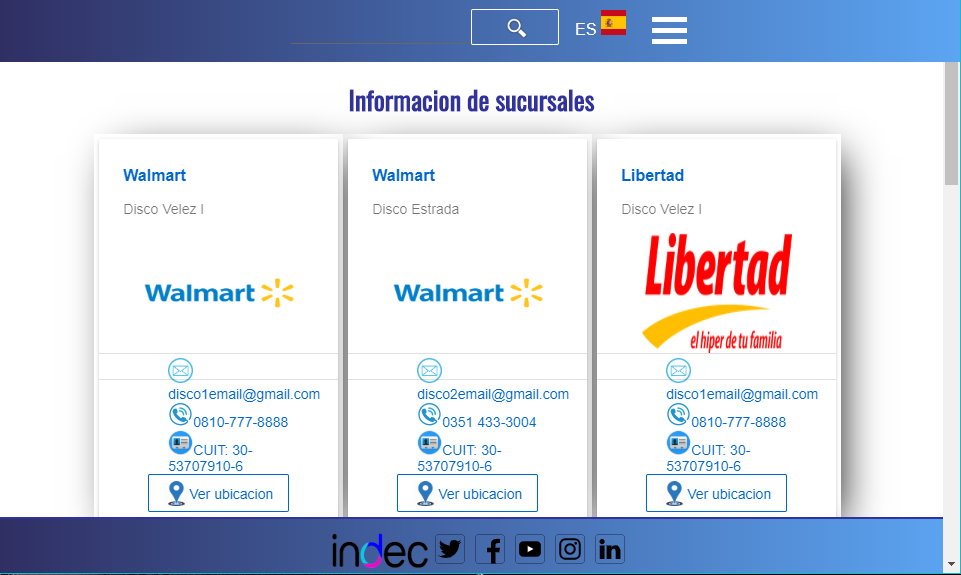 ES
Informacion de sucursales
Walmart
Disco Velez I
Walmart
disco1email@gmail.com
0810-777-8888
CUIT: 30-
53707910-6
Ver ubicacion
Walmart
Disco Estrada
Walmart
disco2email@gmail.com
0351 433-3004
CUIT: 30-
53707910-6
Ver ubicacion
Libertad
Disco Velez I
Libertad
el hiper de tu familia
disco1email@gmail.com
0810-777-8888
CUIT: 30-
53707910-6
Ver ubicacion
indec